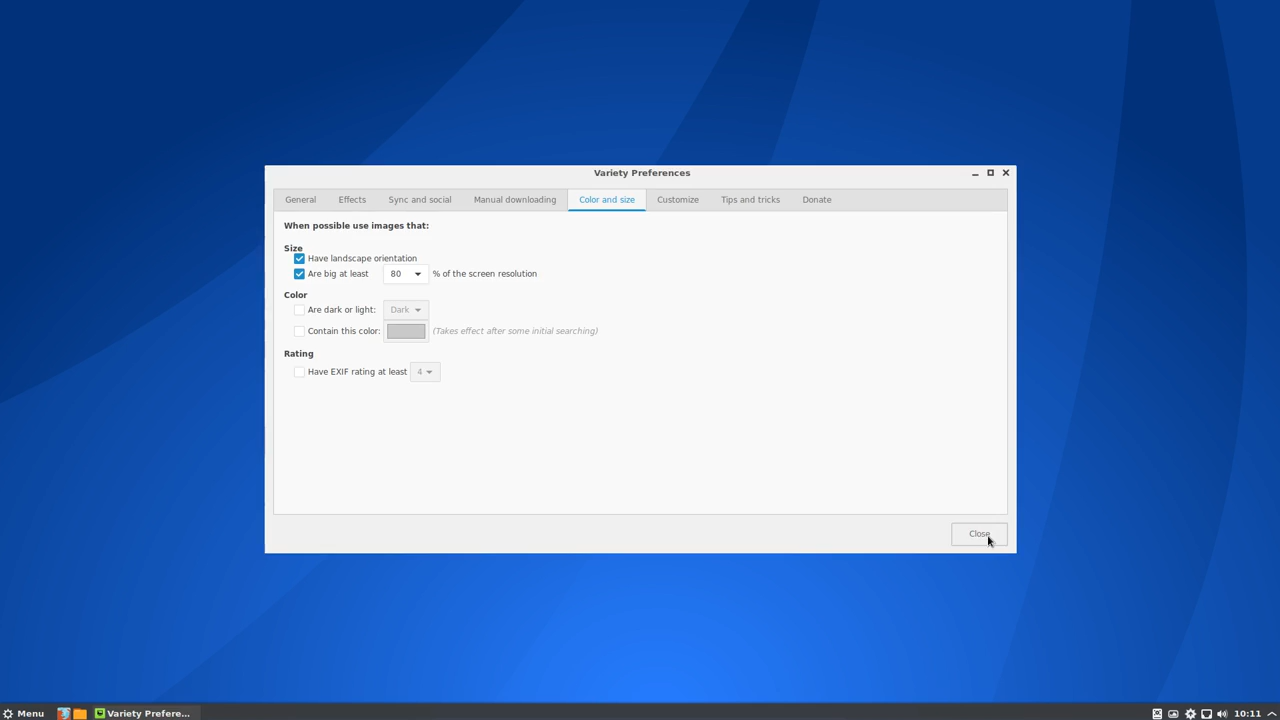 Variety Preferences
General Effects Sync and social Manual downloading Color and size Customize Tips and tricks Donate
When possible use images that:
Size
Have landscape orientation
Are big at least 80 % of the screen resolution
Color
Are dark or light: Dark
Contain this color: (Takes effect after some initial searching)
Rating
Have EXIF rating at least 4
Close
Menu Variety Prefere... 10:11